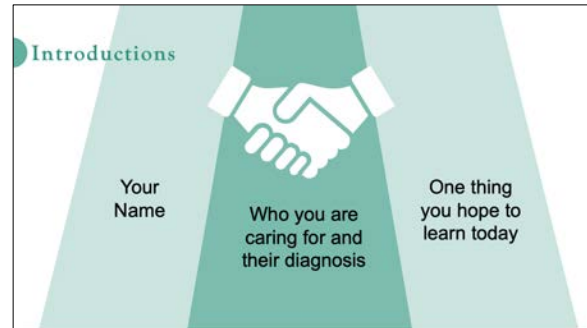 Introductions
Your
Name
Who you are
caring for and
their diagnosis
One thing
you hope to
learn today